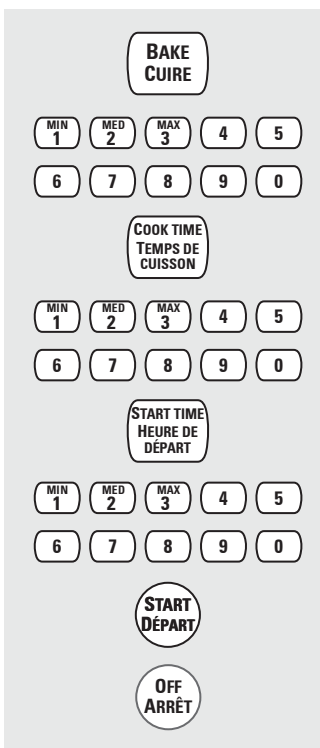 BAKE
CUIRE
MIN MED MAX
1 2 3 4 5
6 7 8 9 0
COOK TIME
TEMPS DE
CUISSON
MIN MED MAX
1 2 3 4 5
6 7 8 9 0
START TIME
HEURE DE
DÉPART
MIN MED MAX
1 2 3 4 5
6 7 8 9 0
START
DÉPART
OFF
ARRÊT